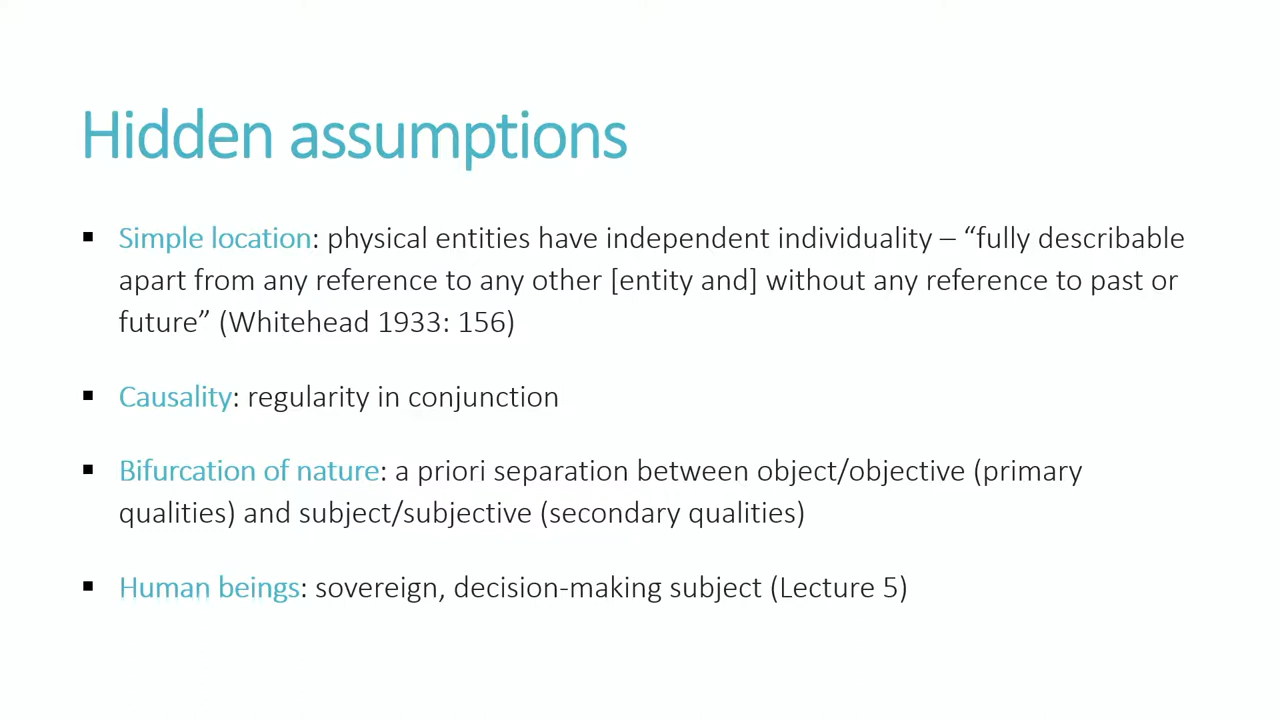 Hidden assumptions
▪ Simple location: physical entities have independent individuality – “fully describable
apart from any reference to any other [entity and] without any reference to past or
future” (Whitehead 1933: 156)
▪ Causality: regularity in conjunction
▪ Bifurcation of nature: a priori separation between object/objective (primary
qualities) and subject/subjective (secondary qualities)
▪ Human beings: sovereign, decision-making subject (Lecture 5)